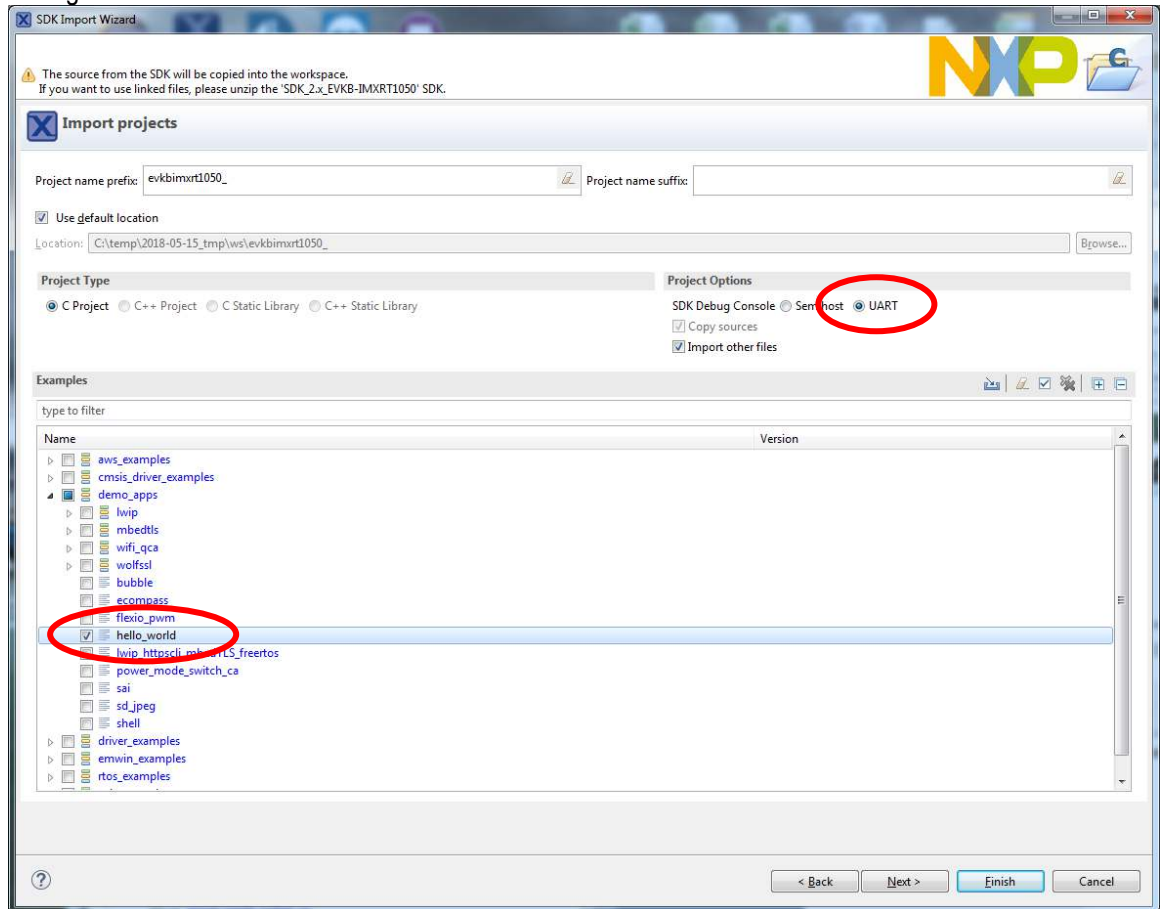 SDK Import Wizard
The source from the SDK will be copied into the workspace.
If you want to use linked files, please unzip the 'SDK_2.x_EVKB-IMXRT1050' SDK.
NXP
Import projects
Project name prefix: evkbimxrt1050_ Project name suffix:
Use default location
Location: C:\temp\2018-05-15_tmp\ws\evkbimxrt1050_ Browse...
Project Type Project Options
C Project C++ Project C Static Library C++ Static Library SDK Debug Console Semihost UART
Copy sources
Import other files
Examples
type to filter
Name Version
aws_examples
cmsis_driver_examples
demo_apps
lwip
mbedtls
wifi_qca
wolfssl
bubble
ecompass
flexio_pwm
hello_world
lwip_httpscli_mbedTLS_freertos
power_mode_switch_ca
sai
sd_jpeg
shell
driver_examples
emwin_examples
rtos_examples
< Back Next > Finish Cancel